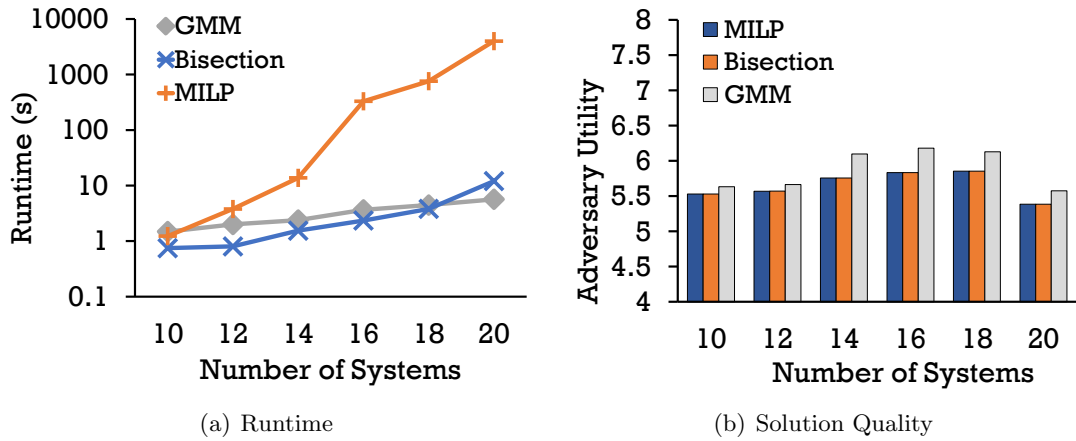 10000
1000
100
10
1
0.1
Runtime (s)
GMM
Bisection
MILP
10 12 14 16 18 20
Number of Systems
(a) Runtime
8
7.5
7
6.5
6
5.5
5
4.5
4
Adversary Utility
MILP
Bisection
GMM
10 12 14 16 18 20
Number of Systems
(b) Solution Quality